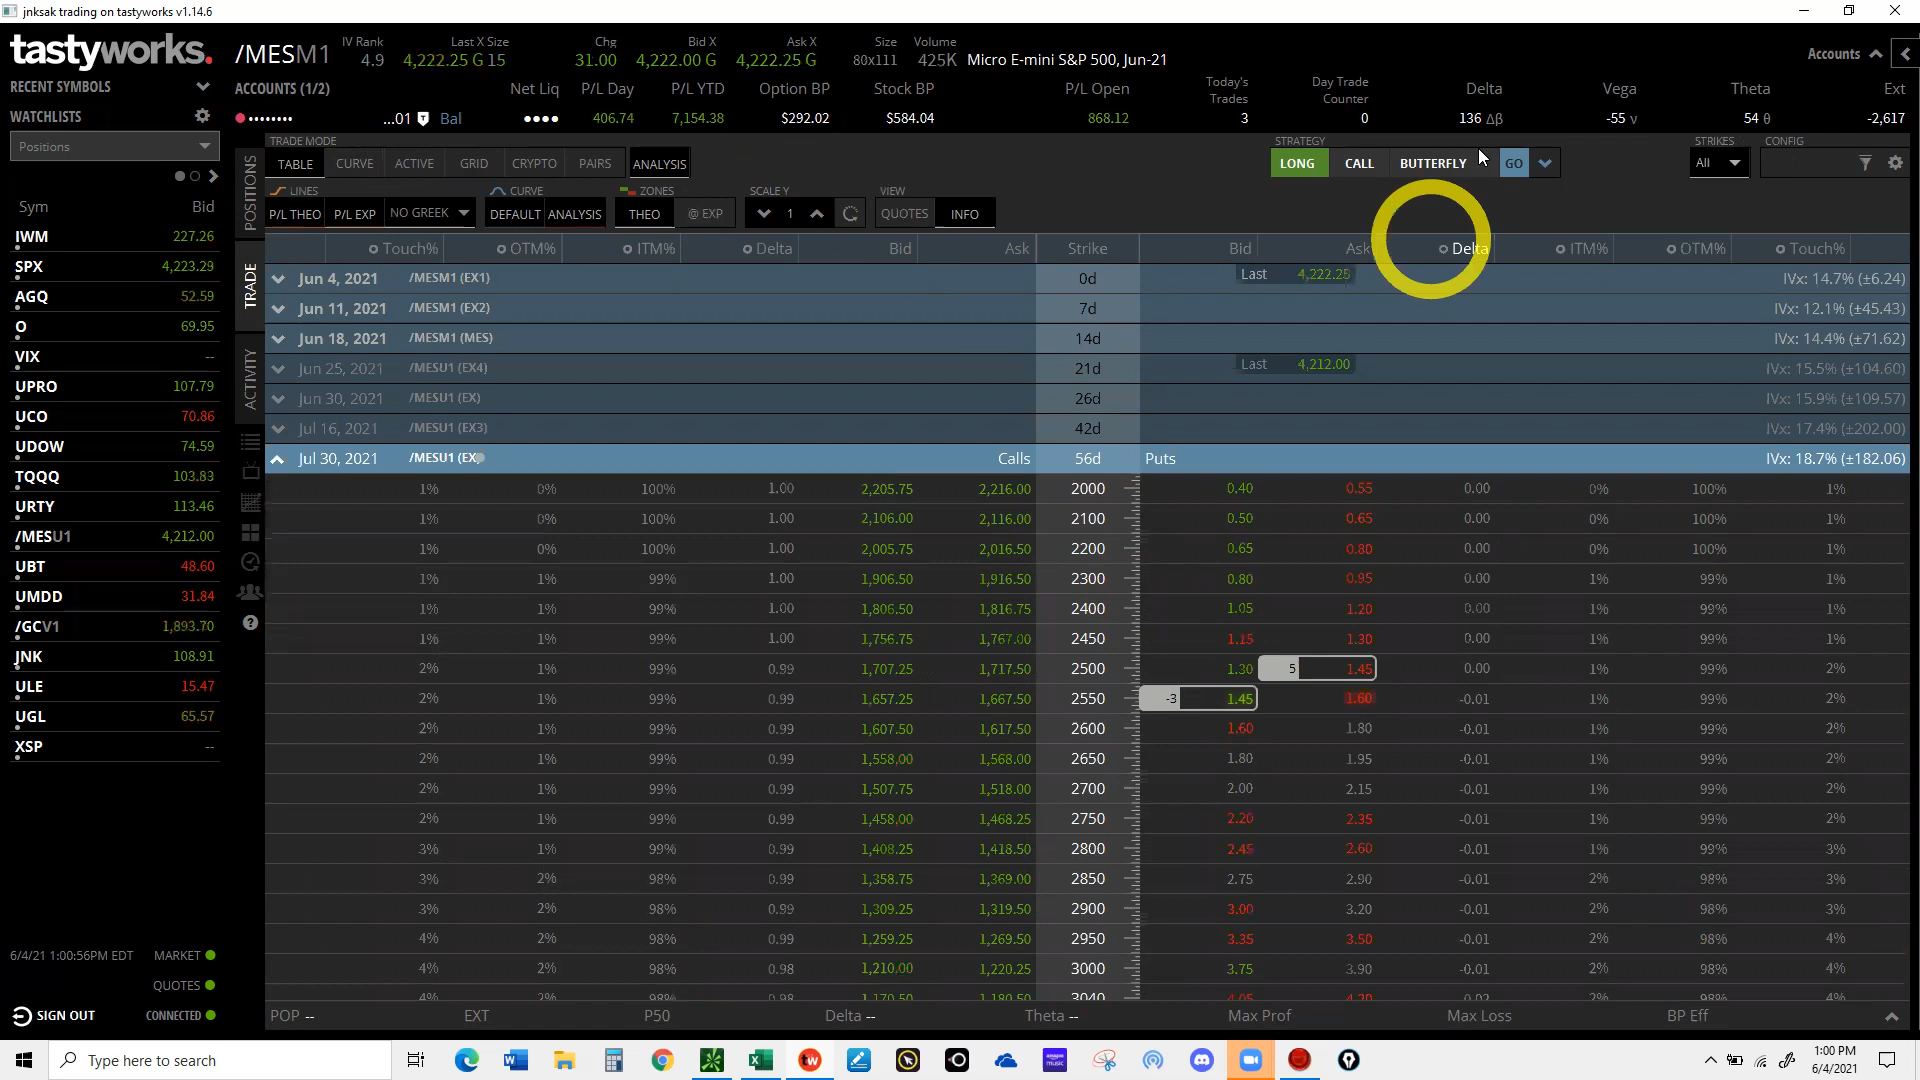 jnksak trading on tastyworks v1.14.6
tastyworks.
/MESM1
IV Rank
4.9
Last X Size
4,222.25 G 15
Chg
31.00
Bid X
4,222.00 G
Ask X
4,222.25 G
Size
80x111
Volume
425K
Micro E-mini S&P 500, Jun-21
Accounts
RECENT SYMBOLS
WATCHLISTS
Positions
ACCOUNTS (1/2)
Net Liq
P/L Day
P/L YTD
Option BP
Stock BP
P/L Open
Today's Trades
Day Trade Counter
Delta
Vega
Theta
Ext
...01
Bal
406.74
7,154.38
$292.02
$584.04
868.12
3
0
136 Δβ
-55 ν
54 θ
-2,617
TRADE MODE
TABLE CURVE ACTIVE GRID CRYPTO PAIRS ANALYSIS
STRATEGY
LONG CALL BUTTERFLY GO
STRIKES
All
CONFIG
LINES
P/L THEO P/L EXP NO GREEK
CURVE
DEFAULT ANALYSIS
ZONES
THEO @ EXP
SCALE Y
1
VIEW
QUOTES INFO
POSITIONS
TRADE
ACTIVITY
Sym Bid
IWM 227.26
SPX 4,223.29
AGQ 52.59
O 69.95
VIX --
UPRO 107.79
UCO 70.86
UDOW 74.59
TQQQ 103.83
URTY 113.46
/MESU1 4,212.00
UBT 48.60
UMDD 31.84
/GCV1 1,893.70
JNK 108.91
ULE 15.47
UGL 65.57
XSP --
Touch% OTM% ITM% Delta Bid Ask Strike Bid Ask Delta ITM% OTM% Touch%
Jun 4, 2021 /MESM1 (EX1) 0d Last 4,222.25 IVx: 14.7% (±6.24)
Jun 11, 2021 /MESM1 (EX2) 7d IVx: 12.1% (±45.43)
Jun 18, 2021 /MESM1 (MES) 14d IVx: 14.4% (±71.62)
Jun 25, 2021 /MESU1 (EX4) 21d Last 4,212.00 IVx: 15.5% (±104.60)
Jun 30, 2021 /MESU1 (EX) 26d IVx: 15.9% (±109.57)
Jul 16, 2021 /MESU1 (EX3) 42d IVx: 17.4% (±202.00)
Jul 30, 2021 /MESU1 (EX) Calls 56d Puts IVx: 18.7% (±182.06)
1% 0% 100% 1.00 2,205.75 2,216.00 2000 0.40 0.55 0.00 0% 100% 1%
1% 0% 100% 1.00 2,106.00 2,116.00 2100 0.50 0.65 0.00 0% 100% 1%
1% 0% 100% 1.00 2,005.75 2,016.50 2200 0.65 0.80 0.00 0% 100% 1%
1% 1% 99% 1.00 1,906.50 1,916.50 2300 0.80 0.95 0.00 1% 99% 1%
1% 1% 99% 1.00 1,806.50 1,816.75 2400 1.05 1.20 0.00 1% 99% 1%
1% 1% 99% 1.00 1,756.75 1,767.00 2450 1.15 1.30 0.00 1% 99% 1%
2% 1% 99% 0.99 1,707.25 1,717.50 2500 1.30 5 1.45 0.00 1% 99% 2%
2% 1% 99% 0.99 1,657.25 1,667.50 2550 -3 1.45 1.60 -0.01 1% 99% 2%
2% 1% 99% 0.99 1,607.50 1,617.50 2600 1.60 1.80 -0.01 1% 99% 2%
2% 1% 99% 0.99 1,558.00 1,568.00 2650 1.80 1.95 -0.01 1% 99% 2%
2% 1% 99% 0.99 1,507.75 1,518.00 2700 2.00 2.15 -0.01 1% 99% 2%
2% 1% 99% 0.99 1,458.00 1,468.25 2750 2.20 2.35 -0.01 1% 99% 2%
3% 1% 99% 0.99 1,408.25 1,418.50 2800 2.45 2.60 -0.01 1% 99% 3%
3% 2% 98% 0.99 1,358.75 1,369.00 2850 2.75 2.90 -0.01 2% 98% 3%
3% 2% 98% 0.99 1,309.25 1,319.50 2900 3.00 3.20 -0.01 2% 98% 3%
4% 2% 98% 0.99 1,259.25 1,269.50 2950 3.35 3.50 -0.01 2% 98% 4%
4% 2% 98% 0.98 1,210.00 1,220.25 3000 3.75 3.90 -0.01 2% 98% 4%
4% 2% 98% 0.98 1,170.50 1,180.50 3040 4.05 4.20 -0.02 2% 98% 4%
6/4/21 1:00:56PM EDT MARKET
QUOTES
SIGN OUT CONNECTED
POP -- EXT P50 Delta -- Theta -- Max Prof Max Loss BP Eff
Type here to search
1:00 PM
6/4/2021